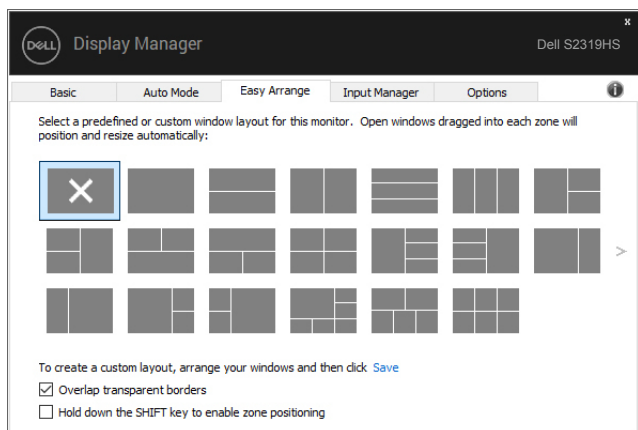 x
DELL
Display Manager
Dell S2319HS
Basic
Auto Mode
Easy Arrange
Input Manager
Options
i
Select a predefined or custom window layout for this monitor. Open windows dragged into each zone will
position and resize automatically:
>
To create a custom layout, arrange your windows and then click Save
Overlap transparent borders
Hold down the SHIFT key to enable zone positioning